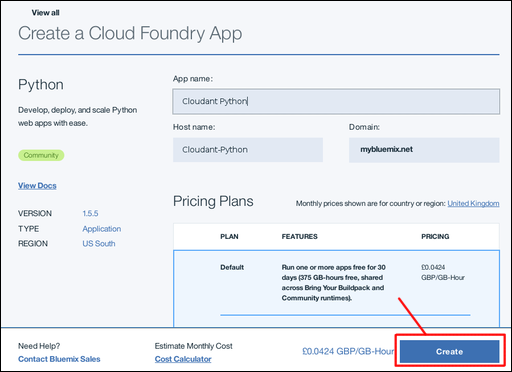 View all
Create a Cloud Foundry App
Python
Develop, deploy, and scale Python
web apps with ease.
Community
View Docs
VERSION 1.5.5
TYPE Application
REGION US South
App name:
Cloudant Python
Host name: Domain:
Cloudant-Python mybluemix.net
Pricing Plans Monthly prices shown are for country or region: United Kingdom
PLAN FEATURES PRICING
Default Run one or more apps free for 30 £0.0424
days (375 GB-hours free, shared GBP/GB-Hour
across Bring Your Buildpack and
Community runtimes).
Need Help? Estimate Monthly Cost
Contact Bluemix Sales Cost Calculator £0.0424 GBP/GB-Hour Create